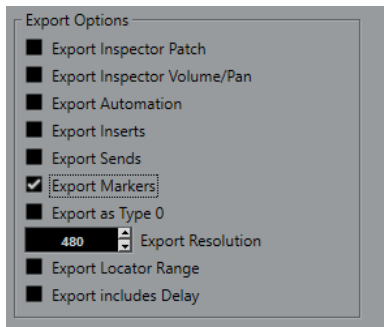 Export Options
Export Inspector Patch
Export Inspector Volume/Pan
Export Automation
Export Inserts
Export Sends
Export Markers
Export as Type 0
480 Export Resolution
Export Locator Range
Export includes Delay